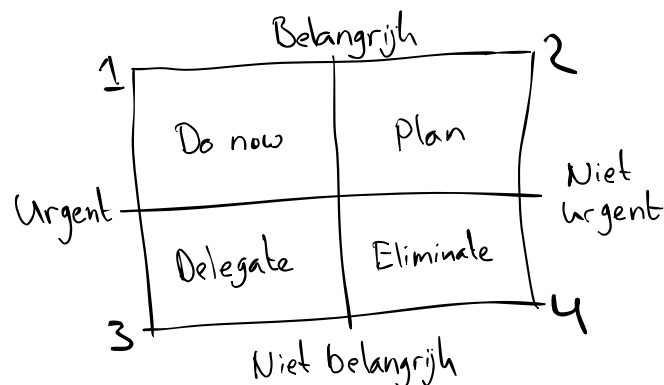 Belangrijk
1
2
Do now
Plan
Urgent
Niet
urgent
Delegate
Eliminate
3
4
Niet belangrijk